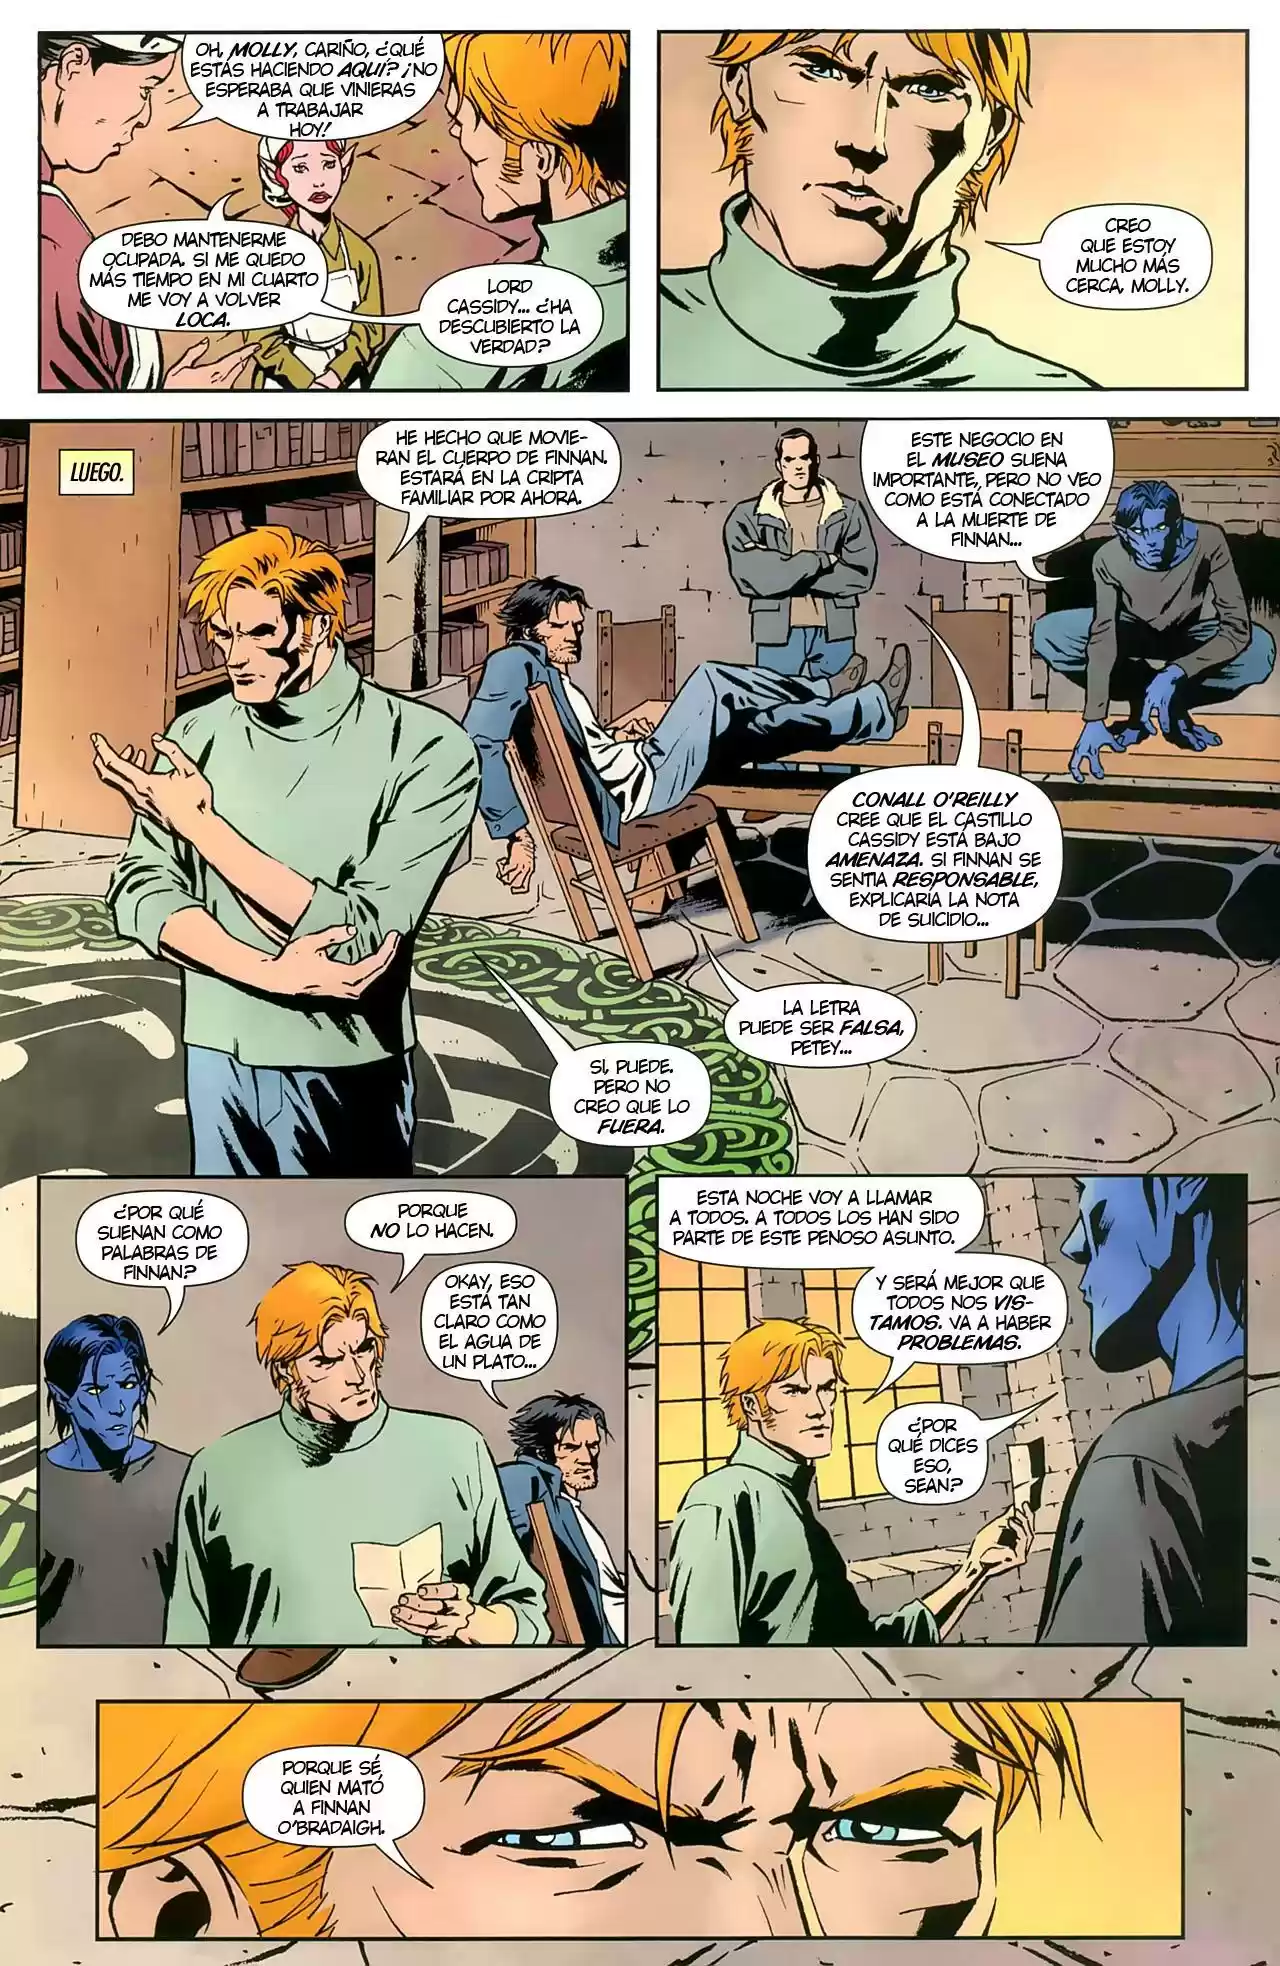 OH, MOLLY, CARIÑO, ¿QUÉ
ESTÁS HACIENDO AQUÍ? ¡NO
ESPERABA QUE VINIERAS
A TRABAJAR
HOY!
DEBO MANTENERME
OCUPADA. SI ME QUEDO
MÁS TIEMPO EN MI CUARTO
ME VOY A VOLVER
LOCA.
LORD
CASSIDY... ¿HA
DESCUBIERTO LA
VERDAD?
CREO
QUE ESTOY
MUCHO MÁS
CERCA, MOLLY.
LUEGO.
HE HECHO QUE MOVIE-
RAN EL CUERPO DE FINNAN.
ESTARÁ EN LA CRIPTA
FAMILIAR POR AHORA.
ESTE NEGOCIO EN
EL MUSEO SUENA
IMPORTANTE, PERO NO VEO
COMO ESTÁ CONECTADO
A LA MUERTE DE
FINNAN...
CONALL O'REILLY
CREE QUE EL CASTILLO
CASSIDY ESTÁ BAJO
AMENAZA. SI FINNAN SE
SENTIA RESPONSABLE,
EXPLICARÍA LA NOTA
DE SUICIDIO...
LA LETRA
PUEDE SER FALSA,
PETEY...
SI, PUEDE.
PERO NO
CREO QUE LO
FUERA.
¿POR QUÉ
SUENAN COMO
PALABRAS DE
FINNAN?
PORQUE
NO LO HACEN.
OKAY, ESO
ESTÁ TAN
CLARO COMO
EL AGUA DE
UN PLATO...
ESTA NOCHE VOY A LLAMAR
A TODOS. A TODOS LOS HAN SIDO
PARTE DE ESTE PENOSO ASUNTO.
Y SERÁ MEJOR QUE
TODOS NOS VIS-
TAMOS. VA A HABER
PROBLEMAS.
¿POR
QUÉ DICES
ESO,
SEAN?
PORQUE SÉ
QUIEN MATÓ
A FINNAN
O'BRADAIGH.